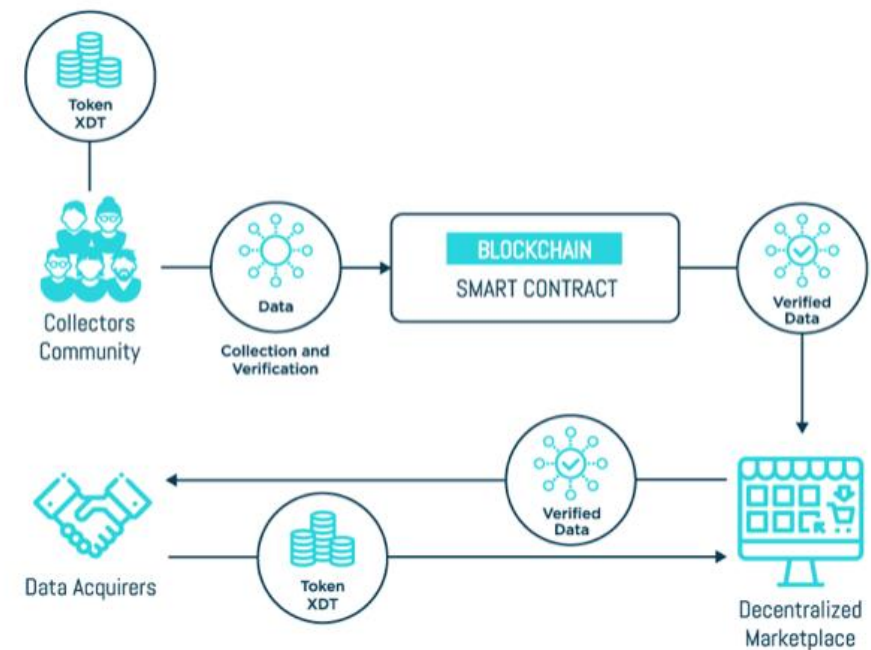 Token
XDT
Collectors
Community
Data
Collection and
Verification
BLOCKCHAIN
SMART CONTRACT
Verified
Data
Verified
Data
Data Acquirers
Token
XDT
Decentralized
Marketplace